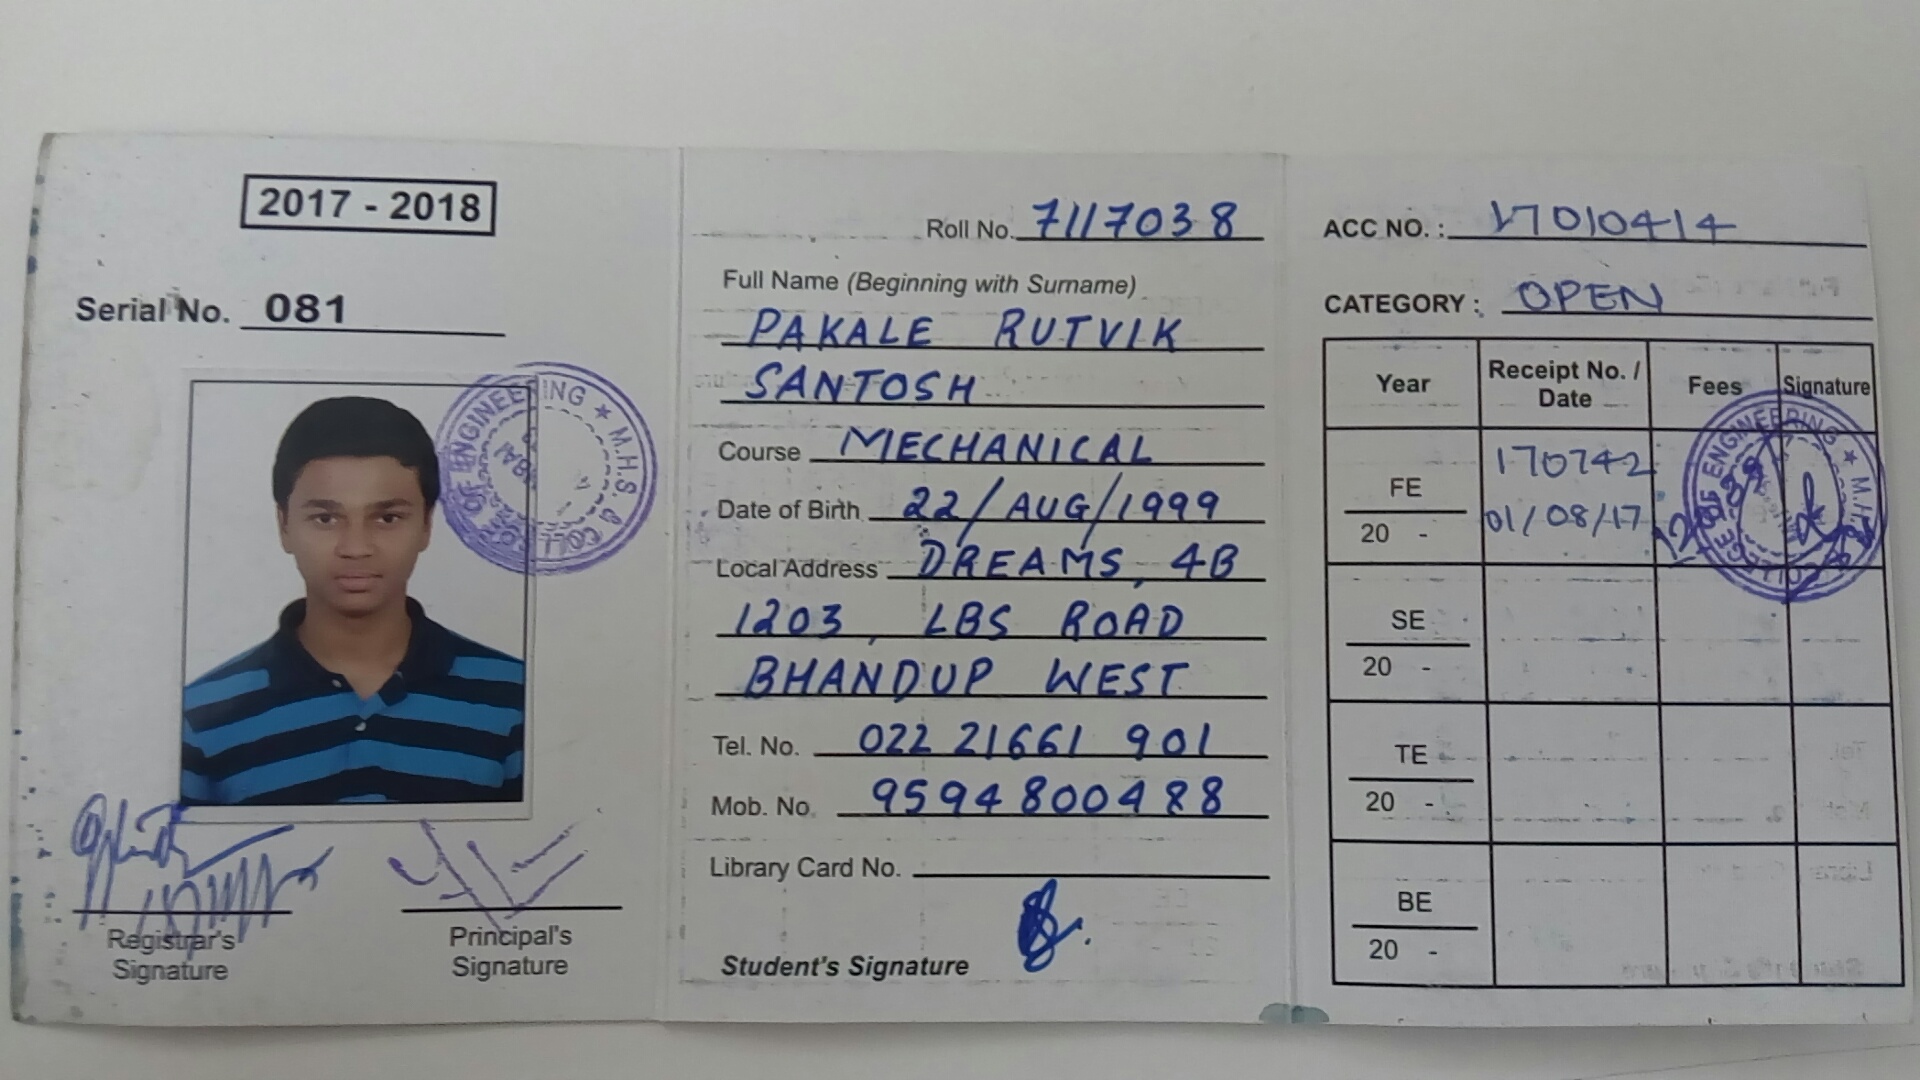 2017 - 2018
Serial No. 081
COLLEGE OF ENGINEERING ★ M.H.S.
Registrar's
Signature
Principal's
Signature
Roll No. 7117038
Full Name (Beginning with Surname)
PAKALE RUTVIK
SANTOSH
Course MECHANICAL
Date of Birth 22/AUG/1999
Local Address DREAMS, 4B
1203, LBS ROAD
BHANDUP WEST
Tel. No. 022 21661 901
Mob. No. 9594800488
Library Card No.
Student's Signature
ACC NO. : 17010414
CATEGORY : OPEN
Year Receipt No. / Date Fees Signature
FE 170742
20 - 01/08/17
COLLEGE OF ENGINEERING ★ M.H.
SE
20 -
TE
20 -
BE
20 -